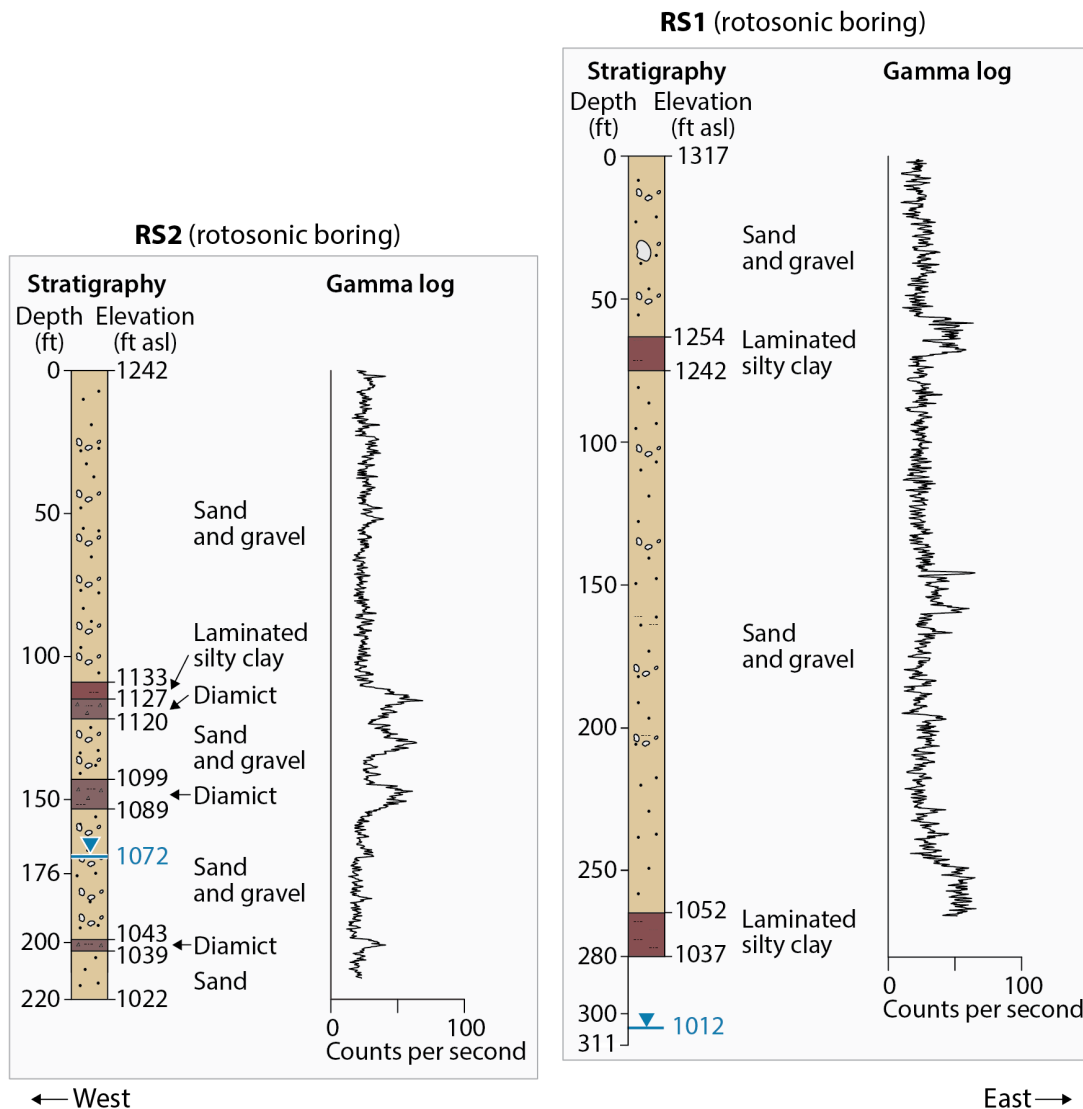 RS1 (rotosonic boring)
Stratigraphy
Gamma log
Depth
(ft)
Elevation
(ft asl)
0
1317
Sand
and gravel
50
1254
Laminated
silty clay
1242
100
150
Sand
and gravel
200
250
1052
Laminated
silty clay
280
1037
300
1012
311
0
100
Counts per second
RS2 (rotosonic boring)
Stratigraphy
Gamma log
Depth
(ft)
Elevation
(ft asl)
0
1242
50
Sand
and gravel
Laminated
silty clay
100
1133
1127
Diamict
1120
Sand
and gravel
1099
150
Diamict
1089
1072
176
Sand
and gravel
1043
200
Diamict
1039
Sand
220
1022
0
100
Counts per second
West
East